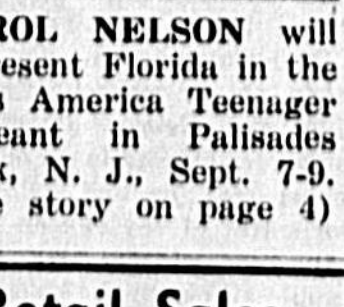 ROL NELSON will
esent Florida in the
s America Teenager
eant in Palisades
k, N. J., Sept. 7-9.
e story on page 4)